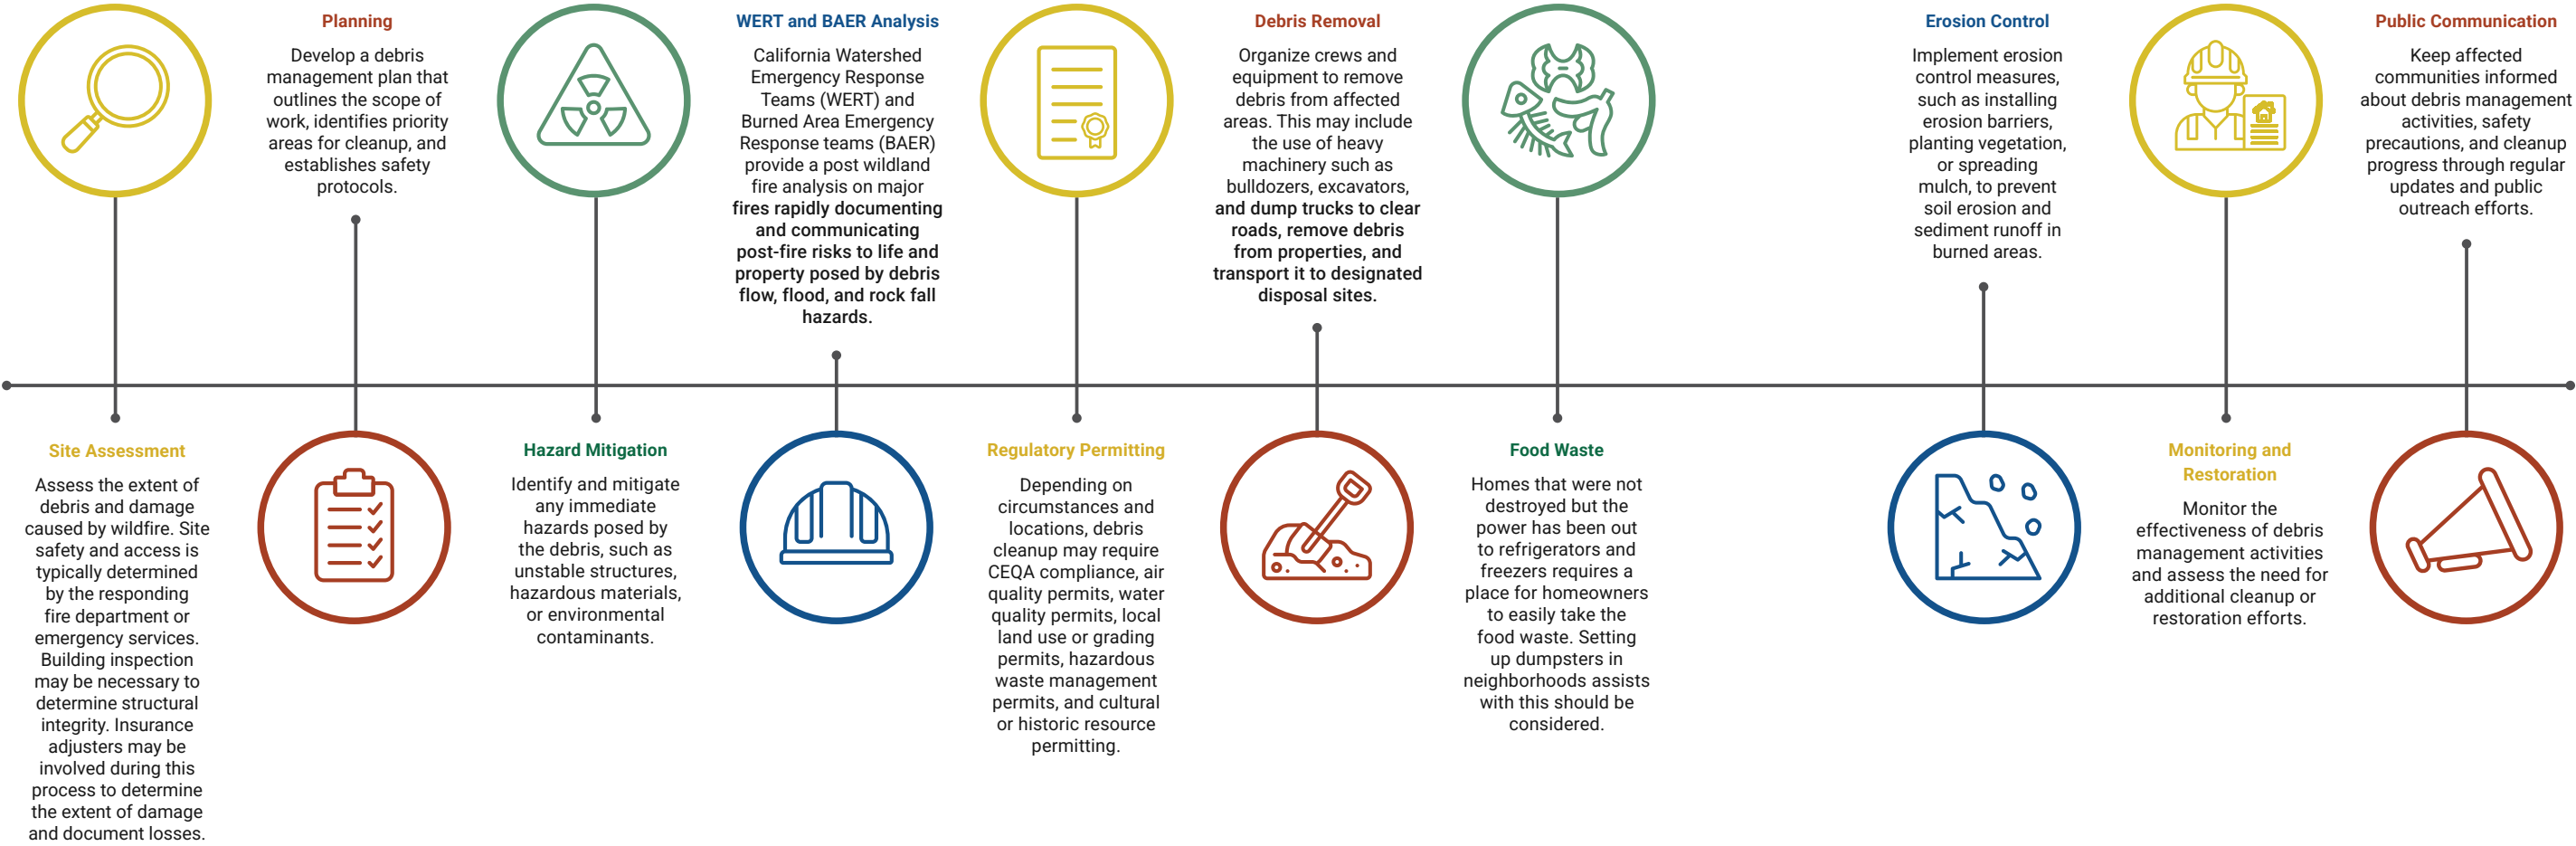 Site Assessment
Assess the extent of
debris and damage
caused by wildfire. Site
safety and access is
typically determined
by the responding
fire department or
emergency services.
Building inspection
may be necessary to
determine structural
integrity. Insurance
adjusters may be
involved during this
process to determine
the extent of damage
and document losses.
Planning
Develop a debris
management plan that
outlines the scope of
work, identifies priority
areas for cleanup, and
establishes safety
protocols.
Hazard Mitigation
Identify and mitigate
any immediate
hazards posed by
the debris, such as
unstable structures,
hazardous materials,
or environmental
contaminants.
WERT and BAER Analysis
California Watershed
Emergency Response
Teams (WERT) and
Burned Area Emergency
Response teams (BAER)
provide a post wildland
fire analysis on major
fires rapidly documenting
and communicating
post-fire risks to life and
property posed by debris
flow, flood, and rock fall
hazards.
Regulatory Permitting
Depending on
circumstances and
locations, debris
cleanup may require
CEQA compliance, air
quality permits, water
quality permits, local
land use or grading
permits, hazardous
waste management
permits, and cultural
or historic resource
permitting.
Debris Removal
Organize crews and
equipment to remove
debris from affected
areas. This may include
the use of heavy
machinery such as
bulldozers, excavators,
and dump trucks to clear
roads, remove debris
from properties, and
transport it to designated
disposal sites.
Food Waste
Homes that were not
destroyed but the
power has been out
to refrigerators and
freezers requires a
place for homeowners
to easily take the
food waste. Setting
up dumpsters in
neighborhoods assists
with this should be
considered.
Erosion Control
Implement erosion
control measures,
such as installing
erosion barriers,
planting vegetation,
or spreading
mulch, to prevent
soil erosion and
sediment runoff in
burned areas.
Monitoring and
Restoration
Monitor the
effectiveness of debris
management activities
and assess the need for
additional cleanup or
restoration efforts.
Public Communication
Keep affected
communities informed
about debris management
activities, safety
precautions, and cleanup
progress through regular
updates and public
outreach efforts.